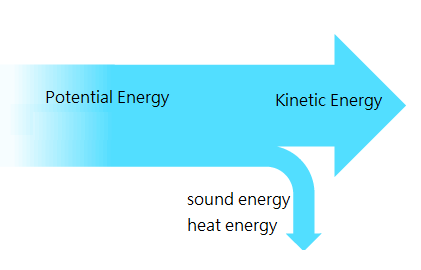 Potential Energy
Kinetic Energy
sound energy
heat energy